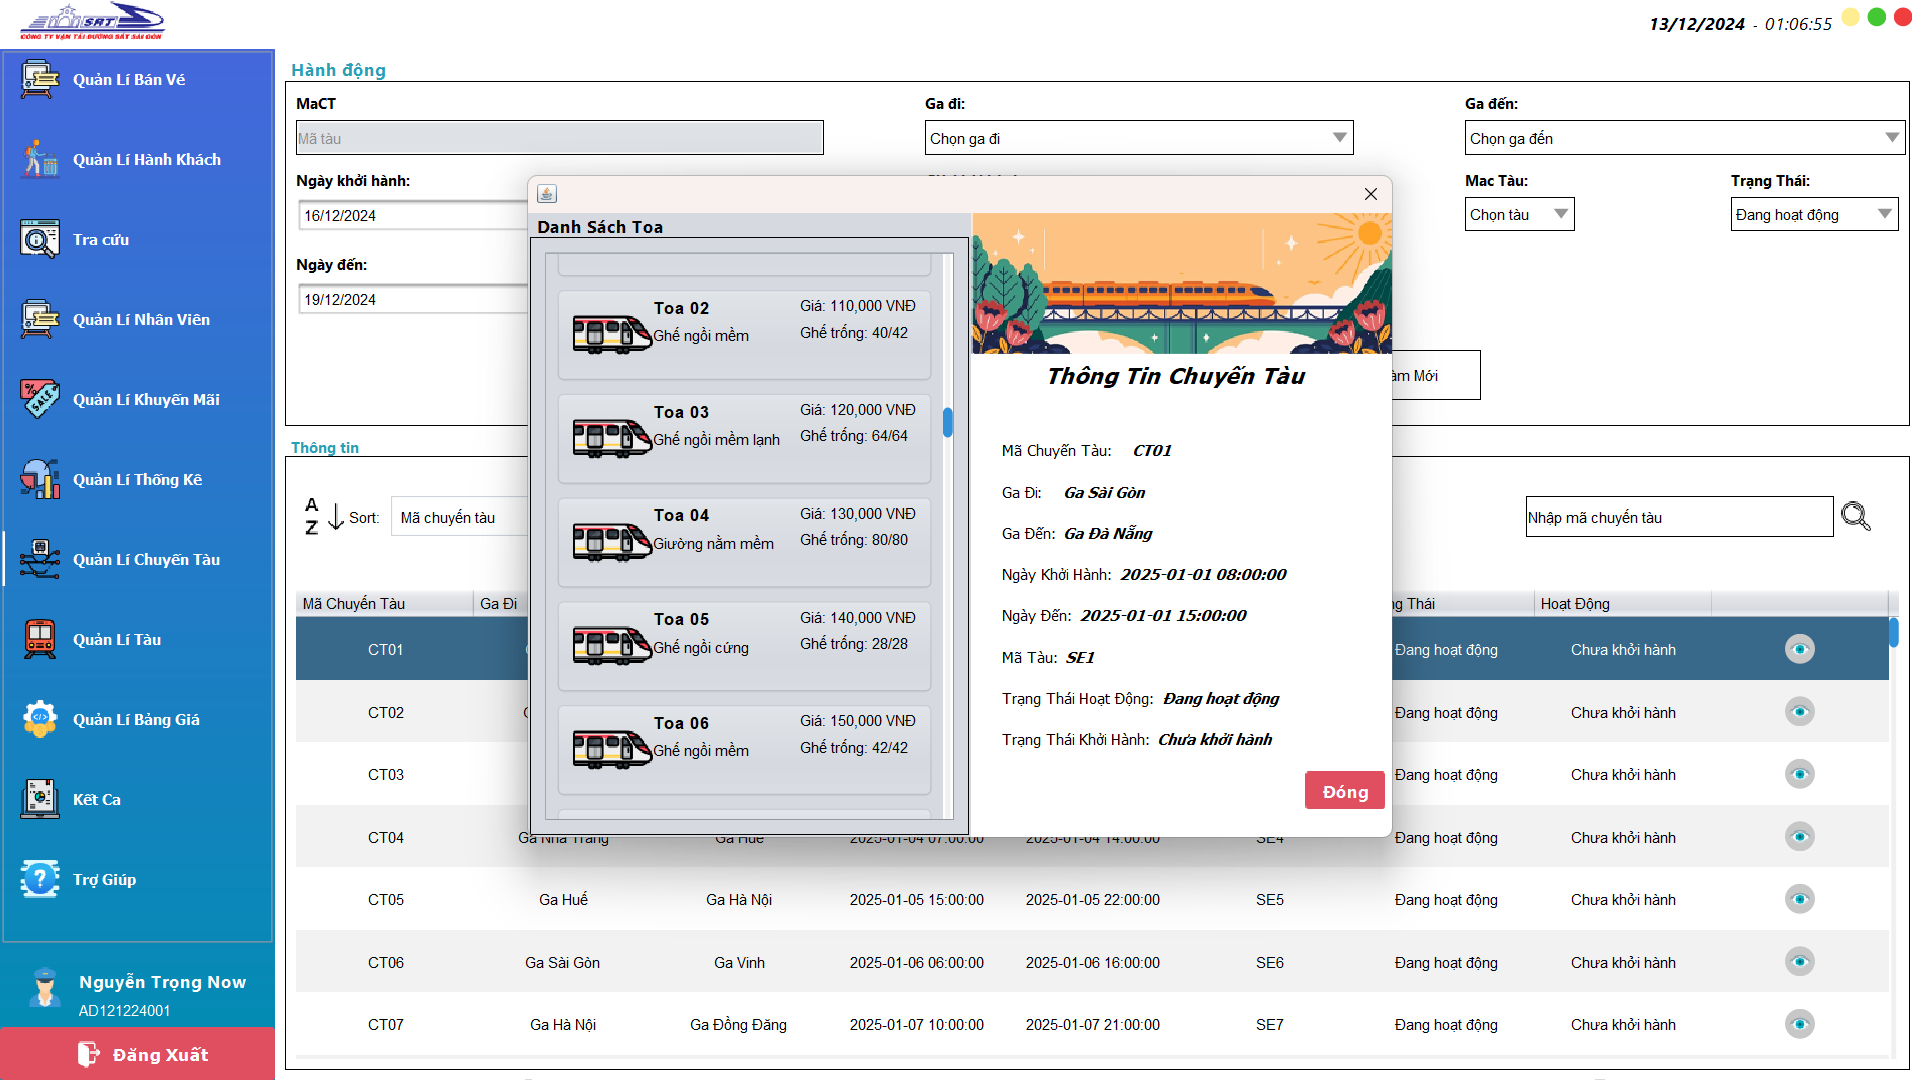 SRT
CÔNG TY VẬN TẢI ĐƯỜNG SẮT SÀI GÒN
13/12/2024 - 01:06:55
Quản Lí Bán Vé
Quản Lí Hành Khách
Tra cứu
Quản Lí Nhân Viên
Quản Lí Khuyến Mãi
Quản Lí Thống Kê
Quản Lí Chuyến Tàu
Quản Lí Tàu
Quản Lí Bảng Giá
Kết Ca
Trợ Giúp
Nguyễn Trọng Now
AD121224001
Đăng Xuất
Hành động
MaCT
Mã tàu
Ga đi:
Chọn ga đi
Ga đến:
Chọn ga đến
Ngày khởi hành:
16/12/2024
Mac Tàu:
Chọn tàu
Trạng Thái:
Đang hoạt động
Ngày đến:
19/12/2024
àm Mới
Danh Sách Toa
Toa 02
Giá: 110,000 VNĐ
Ghế ngồi mềm
Ghế trống: 40/42
Toa 03
Giá: 120,000 VNĐ
Ghế ngồi mềm lạnh
Ghế trống: 64/64
Toa 04
Giá: 130,000 VNĐ
Giường nằm mềm
Ghế trống: 80/80
Toa 05
Giá: 140,000 VNĐ
Ghế ngồi cứng
Ghế trống: 28/28
Toa 06
Giá: 150,000 VNĐ
Ghế ngồi mềm
Ghế trống: 42/42
Thông Tin Chuyến Tàu
Mã Chuyến Tàu: CT01
Ga Đi: Ga Sài Gòn
Ga Đến: Ga Đà Nẵng
Ngày Khởi Hành: 2025-01-01 08:00:00
Ngày Đến: 2025-01-01 15:00:00
Mã Tàu: SE1
Trạng Thái Hoạt Động: Đang hoạt động
Trạng Thái Khởi Hành: Chưa khởi hành
Đóng
Thông tin
A
Z
Sort:
Mã chuyến tàu
Nhập mã chuyến tàu
Mã Chuyến Tàu Ga Đi ng Thái Hoạt Động
CT01 Đang hoạt động Chưa khởi hành
CT02 Đang hoạt động Chưa khởi hành
CT03 Đang hoạt động Chưa khởi hành
CT04 Ga Nha Trang Ga Huế 2025-01-04 07:00:00 2025-01-04 14:00:00 SE4 Đang hoạt động Chưa khởi hành
CT05 Ga Huế Ga Hà Nội 2025-01-05 15:00:00 2025-01-05 22:00:00 SE5 Đang hoạt động Chưa khởi hành
CT06 Ga Sài Gòn Ga Vinh 2025-01-06 06:00:00 2025-01-06 16:00:00 SE6 Đang hoạt động Chưa khởi hành
CT07 Ga Hà Nội Ga Đồng Đăng 2025-01-07 10:00:00 2025-01-07 21:00:00 SE7 Đang hoạt động Chưa khởi hành